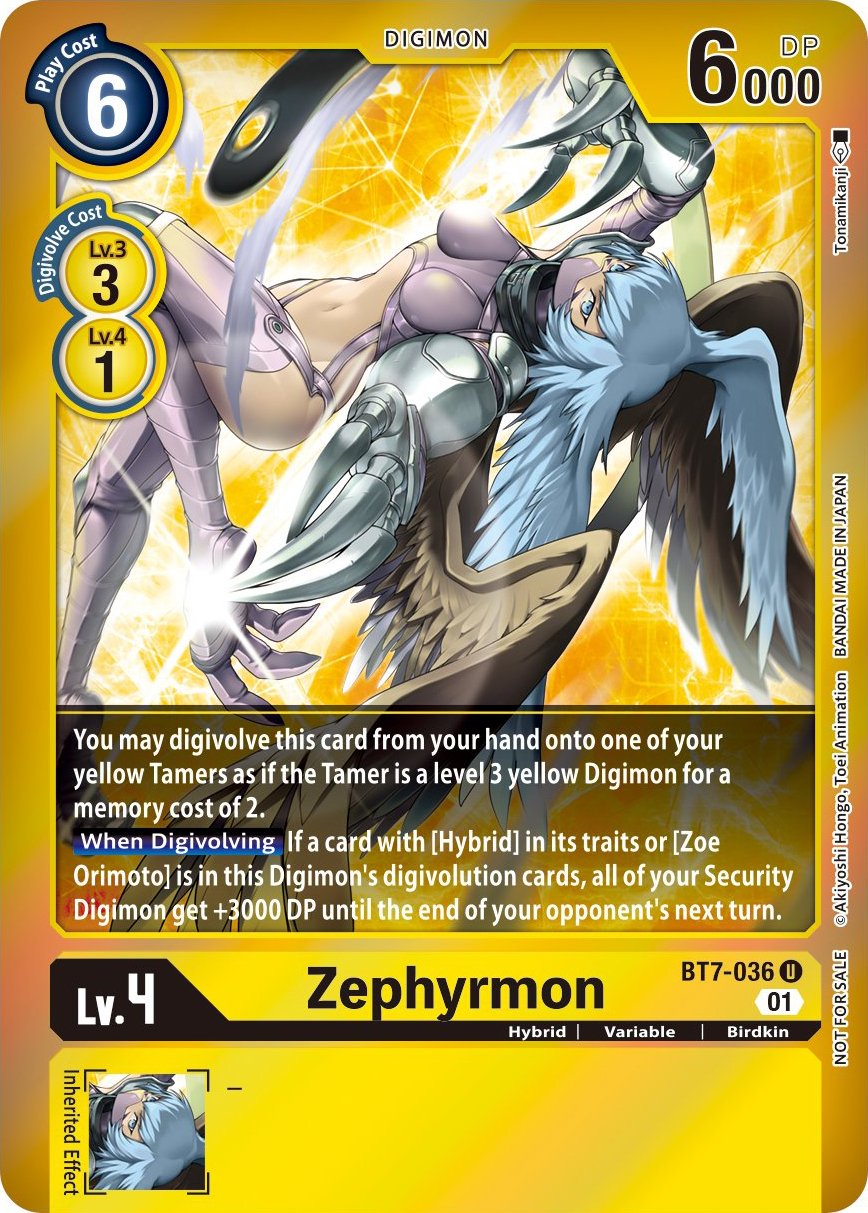 DIGIMON
Play Cost
6
6000
DP
Digivolve Cost
Lv.3
3
Lv.4
1
Tonamikanji
You may digivolve this card from your hand onto one of your
yellow Tamers as if the Tamer is a level 3 yellow Digimon for a
memory cost of 2.
When Digivolving If a card with [Hybrid] in its traits or [Zoe
Orimoto] is in this Digimon's digivolution cards, all of your Security
Digimon get +3000 DP until the end of your opponent's next turn.
©Akiyoshi Hongo, Toei Animation BANDAI MADE IN JAPAN
NOT FOR SALE
Lv.4
Zephyrmon
BT7-036 U
01
Hybrid | Variable | Birdkin
Inherited Effect
–